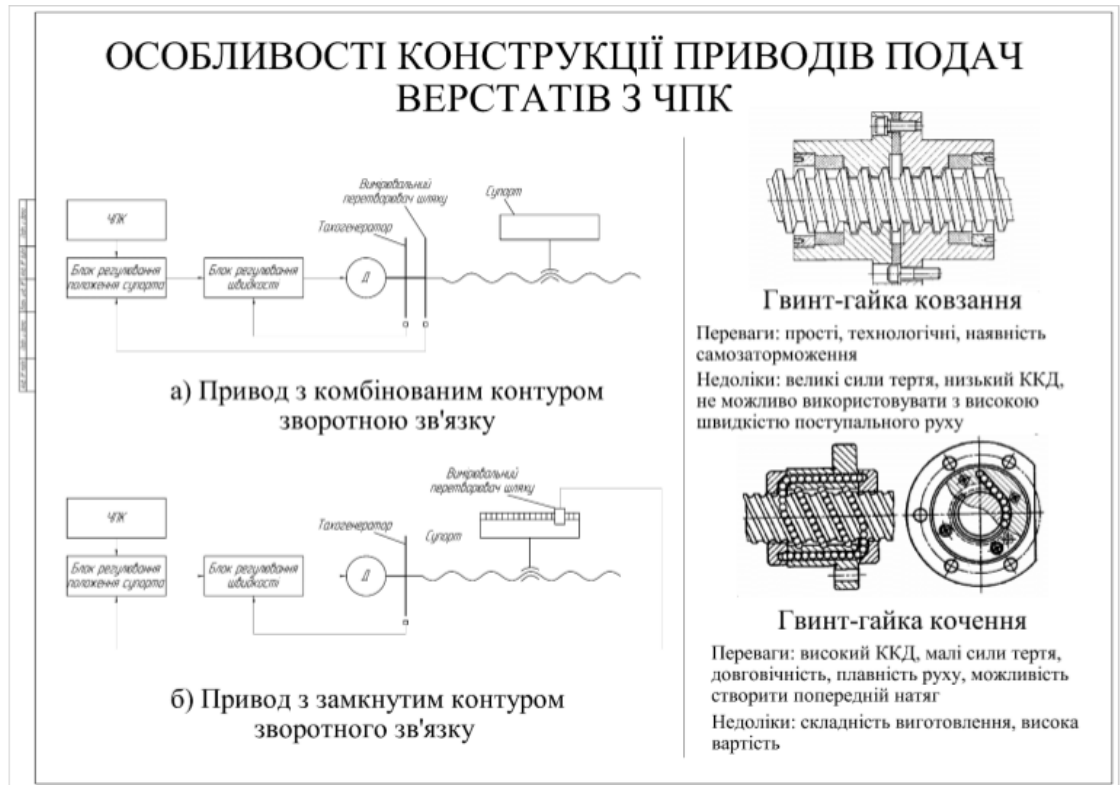 ОСОБЛИВОСТІ КОНСТРУКЦІЇ ПРИВОДІВ ПОДАЧ
ВЕРСТАТІВ З ЧПК
Вимірювальний
перетворювач шляху
Тахогенератор
Супорт
ЧПК
Блок регулювання
положення супорта
Блок регулювання
швидкості
Д
а) Привод з комбінованим контуром
зворотною зв'язку
Вимірювальний
перетворювач шляху
Тахогенератор
Супорт
ЧПК
Блок регулювання
положення супорта
Блок регулювання
швидкості
Д
б) Привод з замкнутим контуром
зворотного зв'язку
Гвинт-гайка ковзання
Переваги: прості, технологічні, наявність
самозаторможення
Недоліки: великі сили тертя, низький ККД,
не можливо використовувати з високою
швидкістю поступального руху
Гвинт-гайка кочення
Переваги: високий ККД, малі сили тертя,
довговічність, плавність руху, можливість
створити попередній натяг
Недоліки: складність виготовлення, висока
вартість